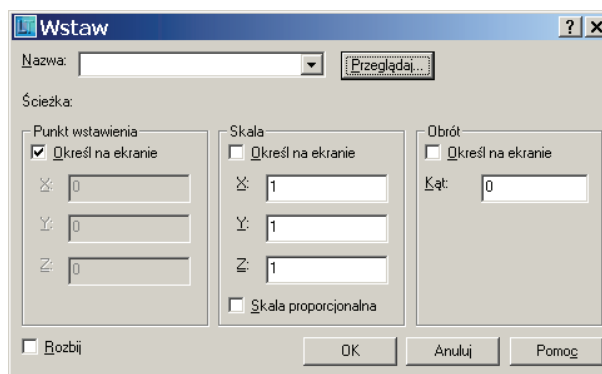 Wstaw
Nazwa: Przeglądaj...
Ścieżka:
Punkt wstawienia
Określ na ekranie
X: 0
Y: 0
Z: 0
Skala
Określ na ekranie
X: 1
Y: 1
Z: 1
Skala proporcjonalna
Obrót
Określ na ekranie
Kąt: 0
Rozbij
OK Anuluj Pomoc